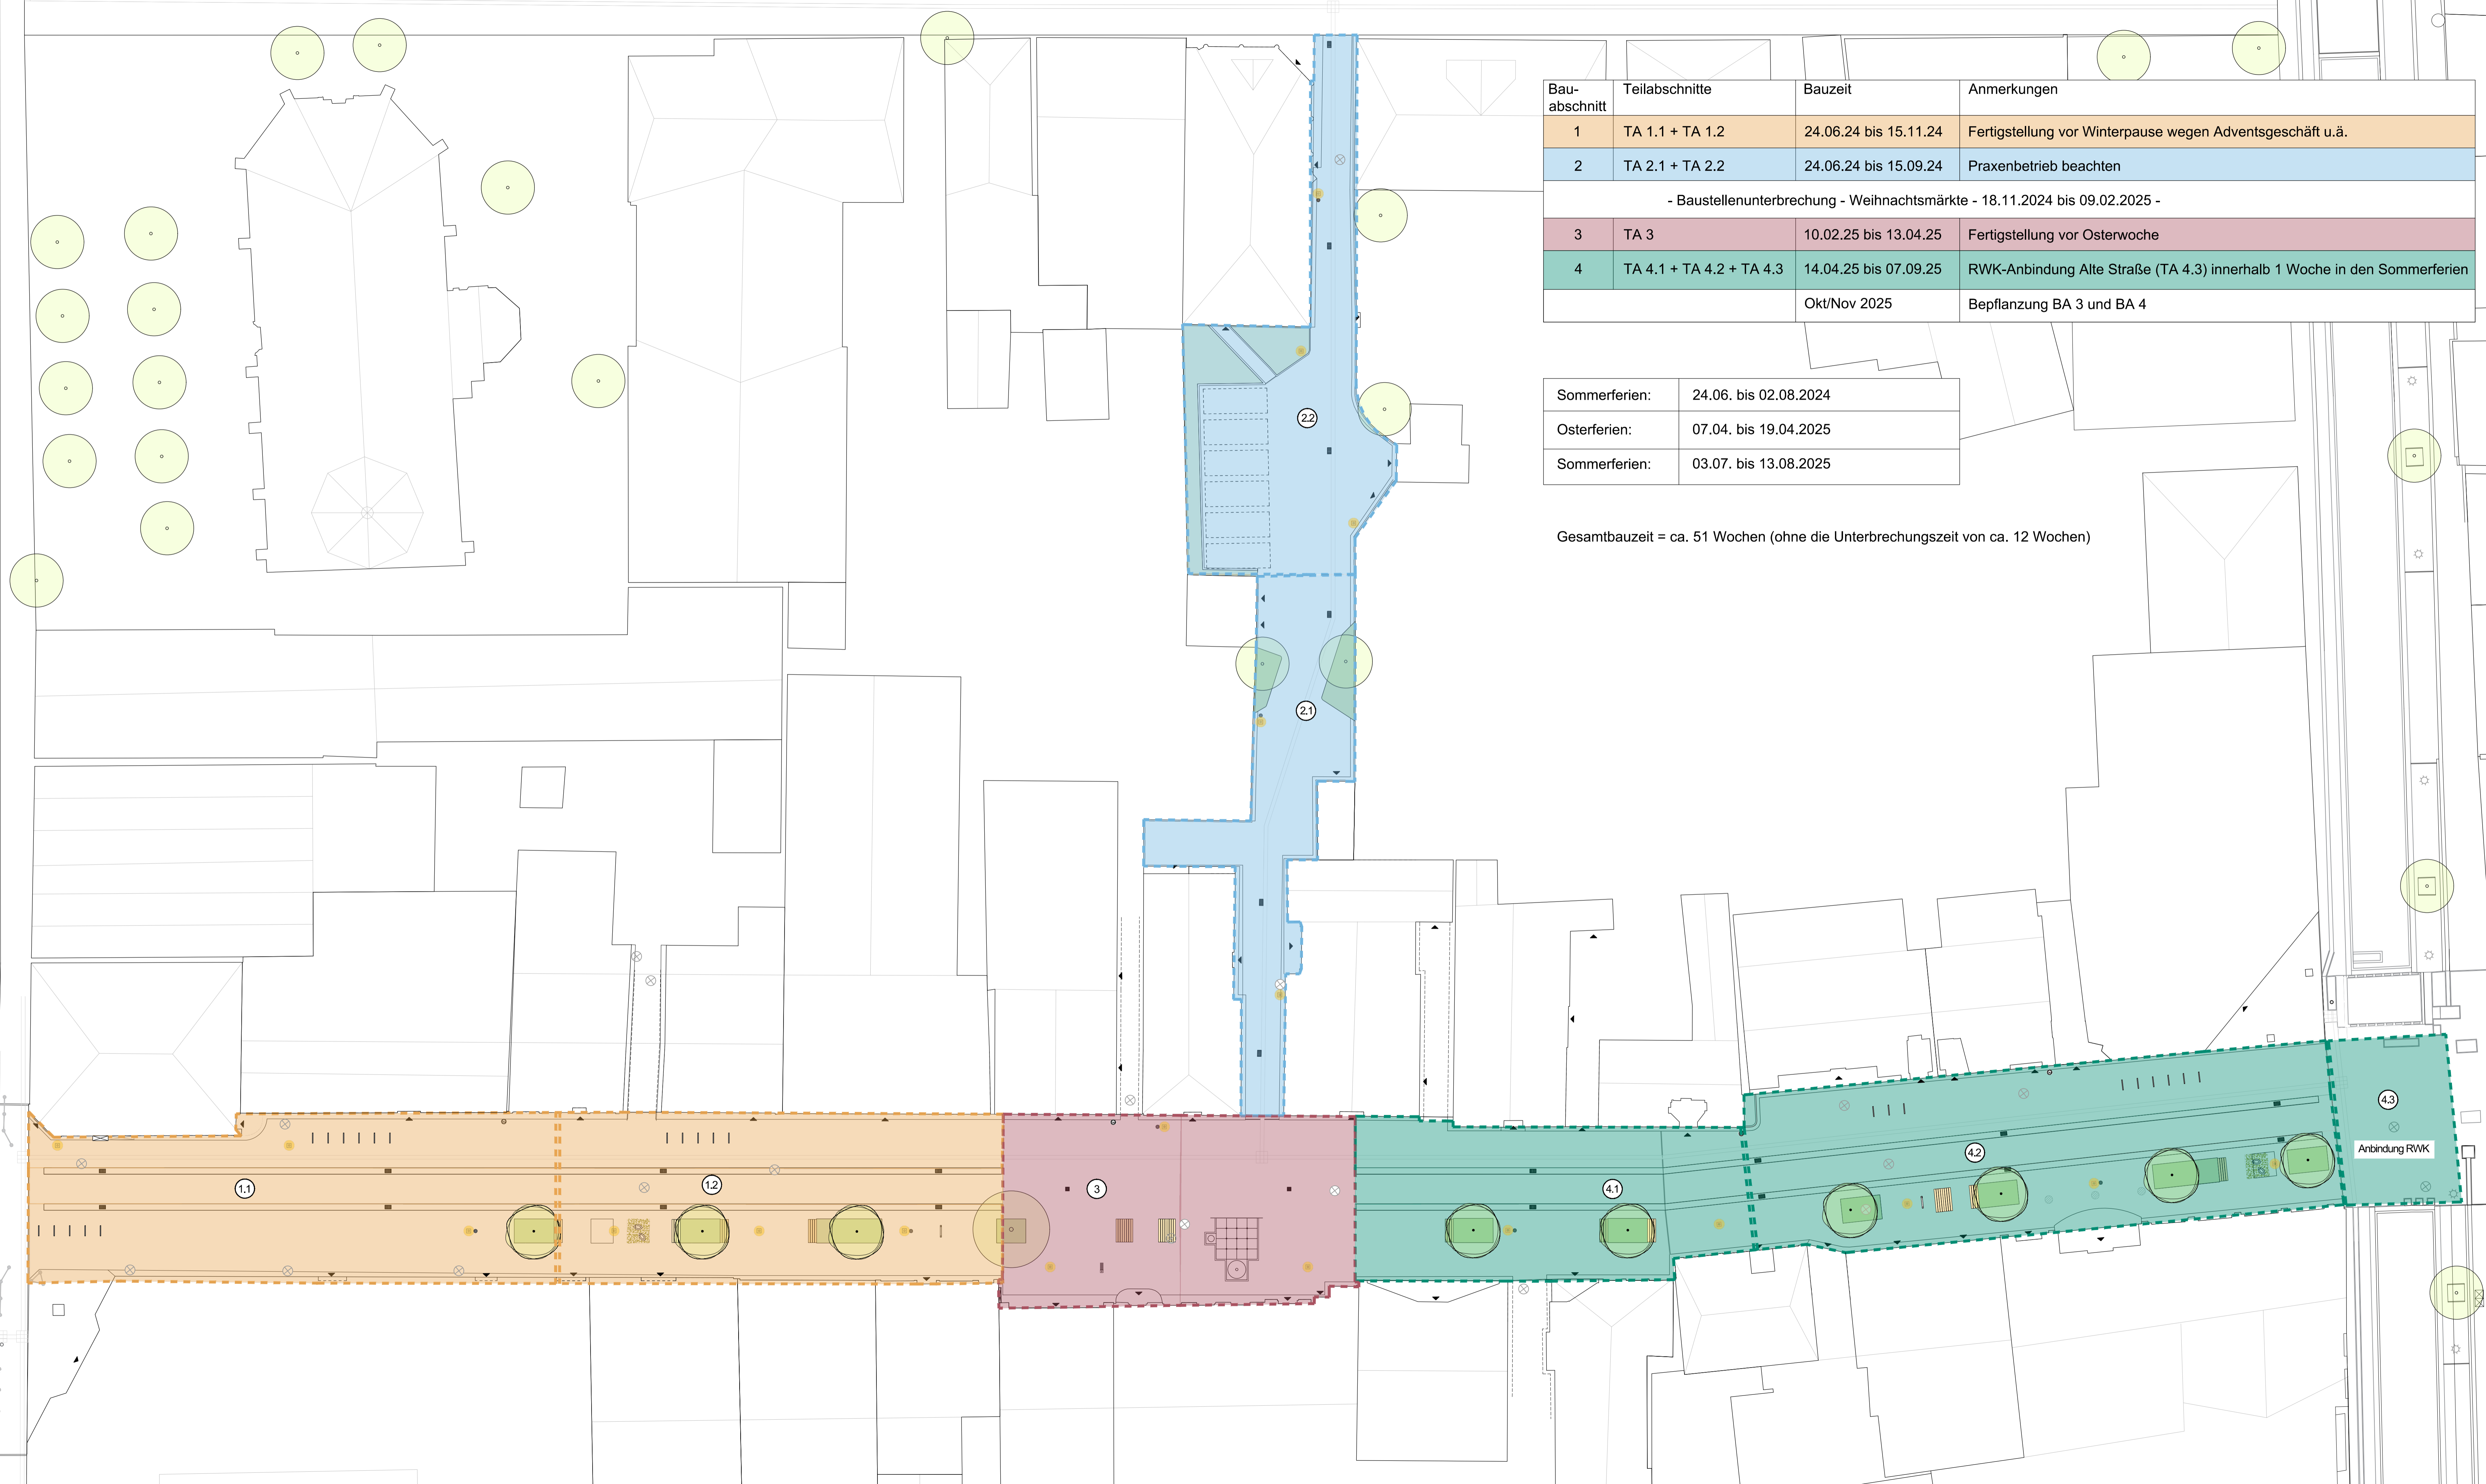 Bau-
abschnitt Teilabschnitte Bauzeit Anmerkungen
1 TA 1.1 + TA 1.2 24.06.24 bis 15.11.24 Fertigstellung vor Winterpause wegen Adventsgeschäft u.ä.
2 TA 2.1 + TA 2.2 24.06.24 bis 15.09.24 Praxenbetrieb beachten
- Baustellenunterbrechung - Weihnachtsmärkte - 18.11.2024 bis 09.02.2025 -
3 TA 3 10.02.25 bis 13.04.25 Fertigstellung vor Osterwoche
4 TA 4.1 + TA 4.2 + TA 4.3 14.04.25 bis 07.09.25 RWK-Anbindung Alte Straße (TA 4.3) innerhalb 1 Woche in den Sommerferien
Okt/Nov 2025 Bepflanzung BA 3 und BA 4
Sommerferien: 24.06. bis 02.08.2024
Osterferien: 07.04. bis 19.04.2025
Sommerferien: 03.07. bis 13.08.2025
Gesamtbauzeit = ca. 51 Wochen (ohne die Unterbrechungszeit von ca. 12 Wochen)
2.2
2.1
1.1
1.2
3
4.1
4.2
4.3
Anbindung RWK